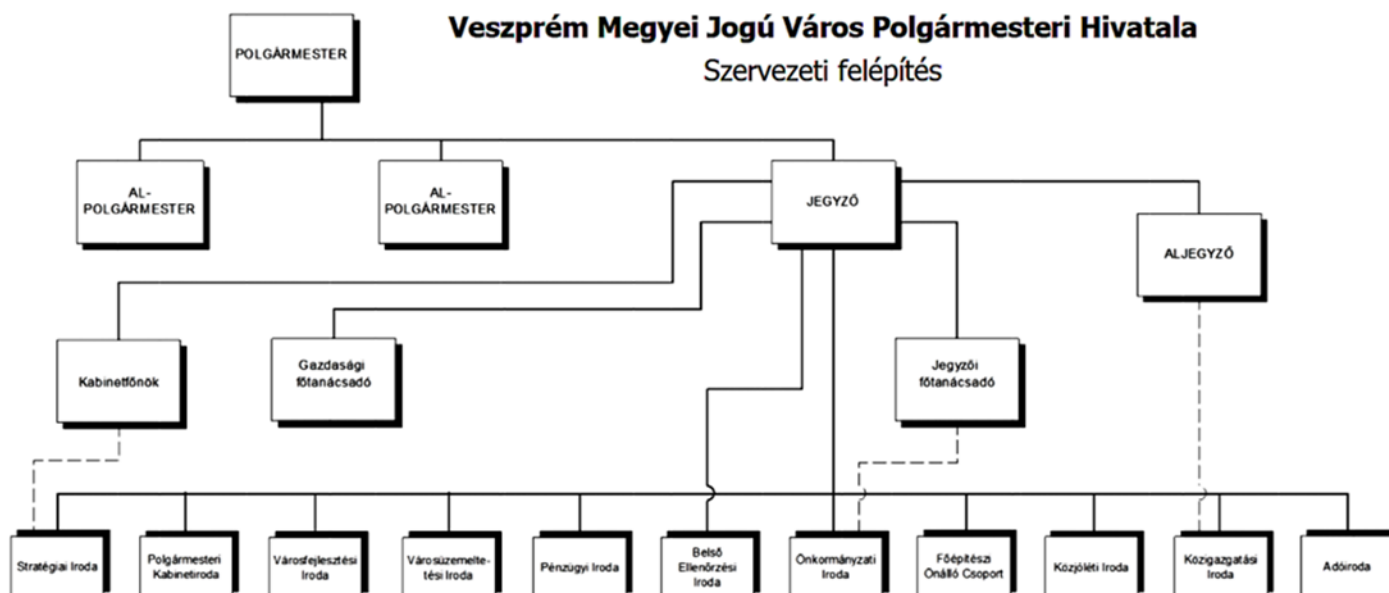 Veszprém Megyei Jogú Város Polgármesteri Hivatala
Szervezeti felépítés
POLGÁRMESTER
AL-
POLGÁRMESTER
AL-
POLGÁRMESTER
JEGYZŐ
ALJEGYZŐ
Kabinetfőnök
Gazdasági
főtanácsadó
Jegyzői
főtanácsadó
Stratégiai Iroda
Polgármesteri
Kabinetiroda
Városfejlesztési
Iroda
Városüzemelte-
tési Iroda
Pénzügyi Iroda
Belső
Ellenőrzési
Iroda
Önkormányzati
Iroda
Főépítészi
Önálló Csoport
Közjóléti Iroda
Közigazgatási
Iroda
Adóiroda